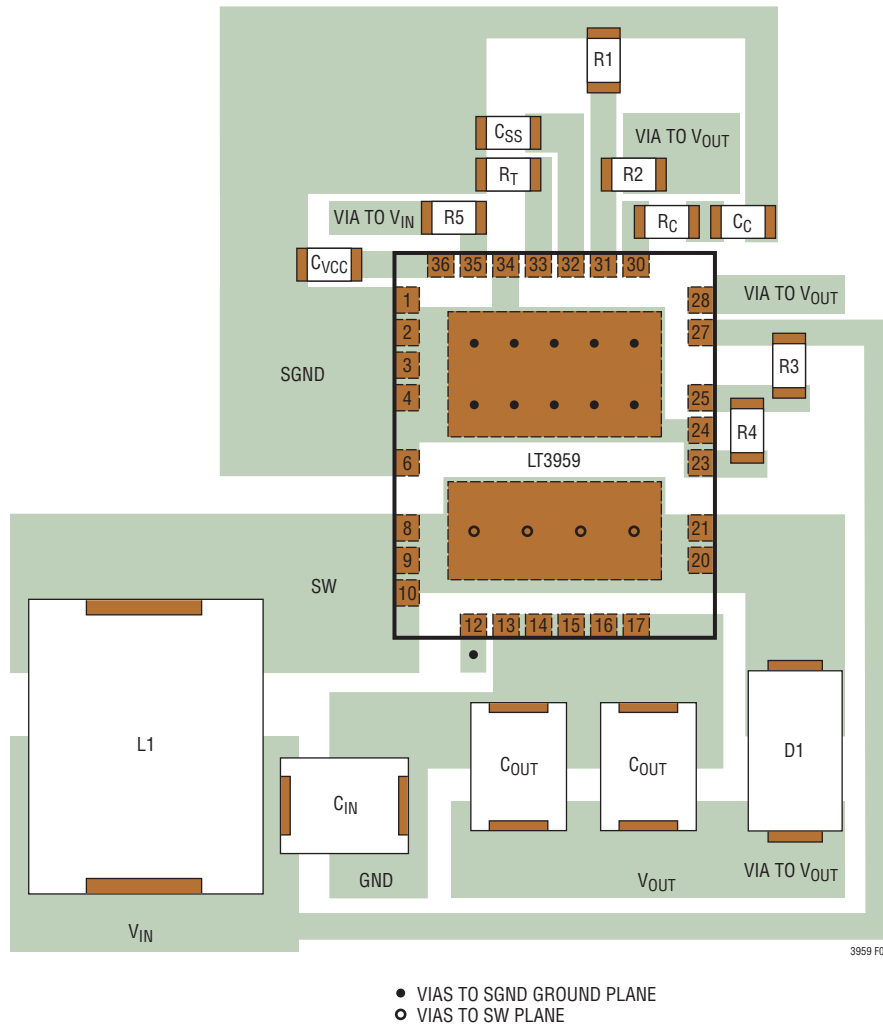 R1
CSS
VIA TO VOUT
RT
R2
VIA TO VIN
R5
RC
CC
CVCC
36 35 34 33 32 31 30
1
28
VIA TO VOUT
2
27
3
SGND
R3
4
25
24
R4
6
LT3959
23
8
21
9
20
SW
10
12 13 14 15 16 17
L1
COUT
COUT
D1
CIN
GND
VOUT
VIA TO VOUT
VIN
3959 F0
VIAS TO SGND GROUND PLANE
VIAS TO SW PLANE